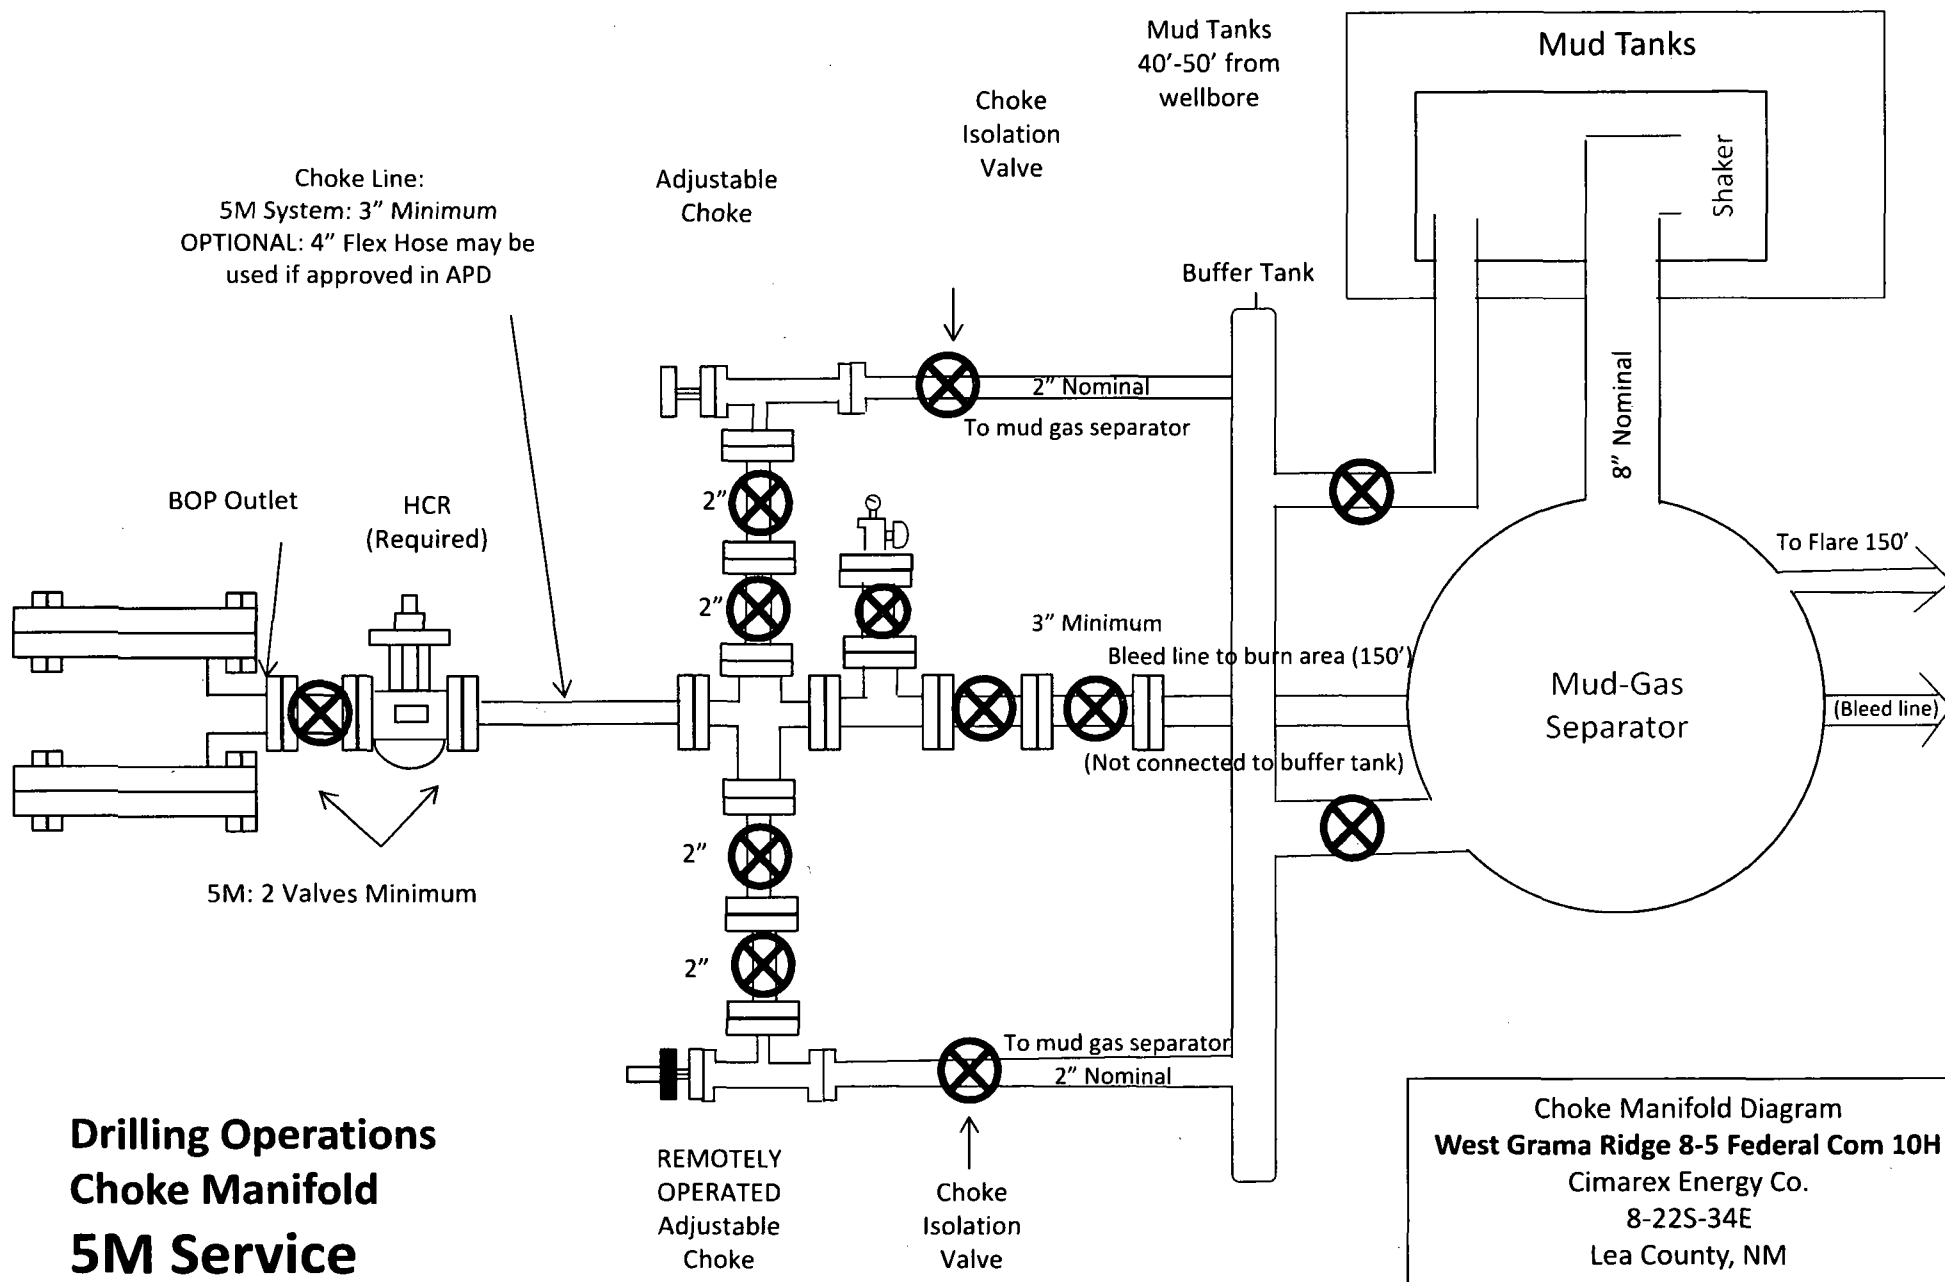 Mud Tanks
40'-50' from
wellbore
Mud Tanks
Shaker
Choke
Isolation
Valve
Adjustable
Choke
Choke Line:
5M System: 3" Minimum
OPTIONAL: 4" Flex Hose may be
used if approved in APD
Buffer Tank
2" Nominal
To mud gas separator
8" Nominal
BOP Outlet
HCR
(Required)
2"
2"
To Flare 150'
3" Minimum
Bleed line to burn area (150')
(Not connected to buffer tank)
Mud-Gas
Separator
(Bleed line)
5M: 2 Valves Minimum
2"
2"
To mud gas separator
2" Nominal
REMOTELY
OPERATED
Adjustable
Choke
Choke
Isolation
Valve
Drilling Operations
Choke Manifold
5M Service
Choke Manifold Diagram
West Grama Ridge 8-5 Federal Com 10H
Cimarex Energy Co.
8-22S-34E
Lea County, NM